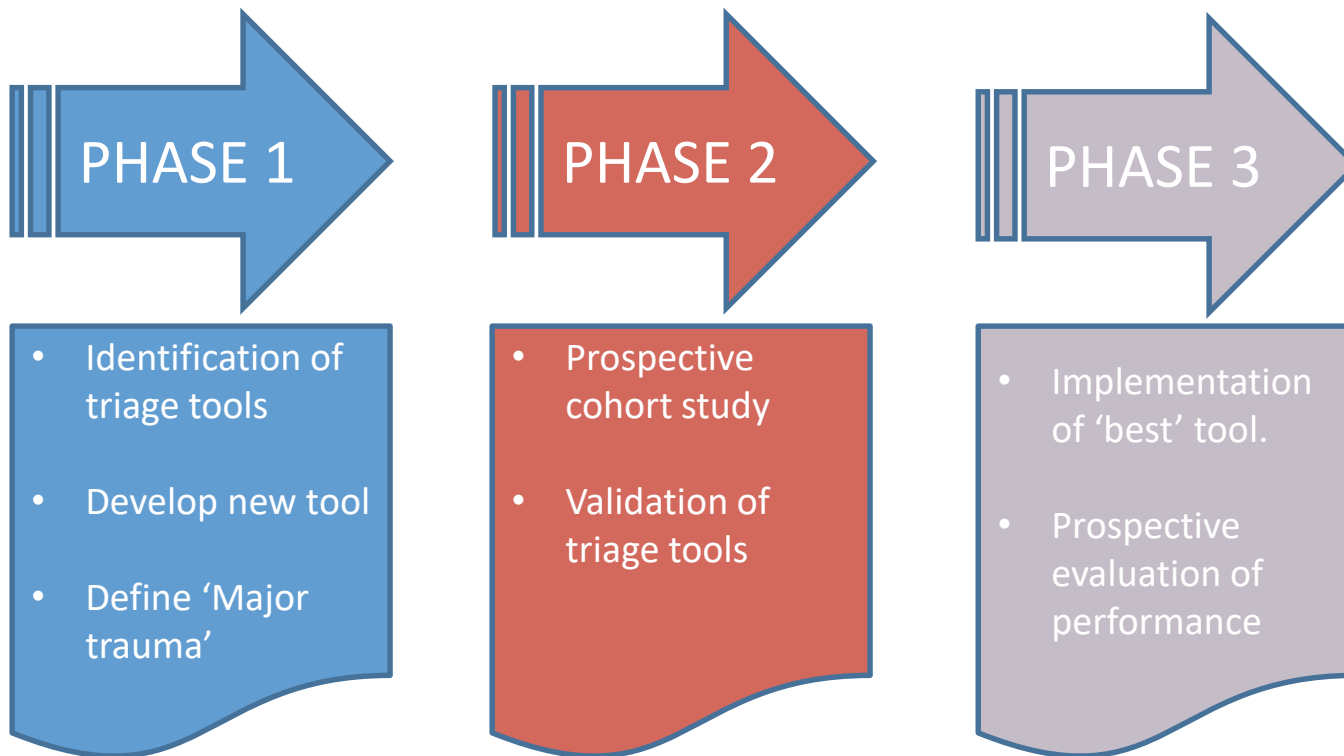 PHASE 1
PHASE 2
PHASE 3
• Identification of
triage tools
• Develop new tool
• Define ‘Major
trauma’
• Prospective
cohort study
• Validation of
triage tools
• Implementation
of ‘best’ tool.
• Prospective
evaluation of
performance